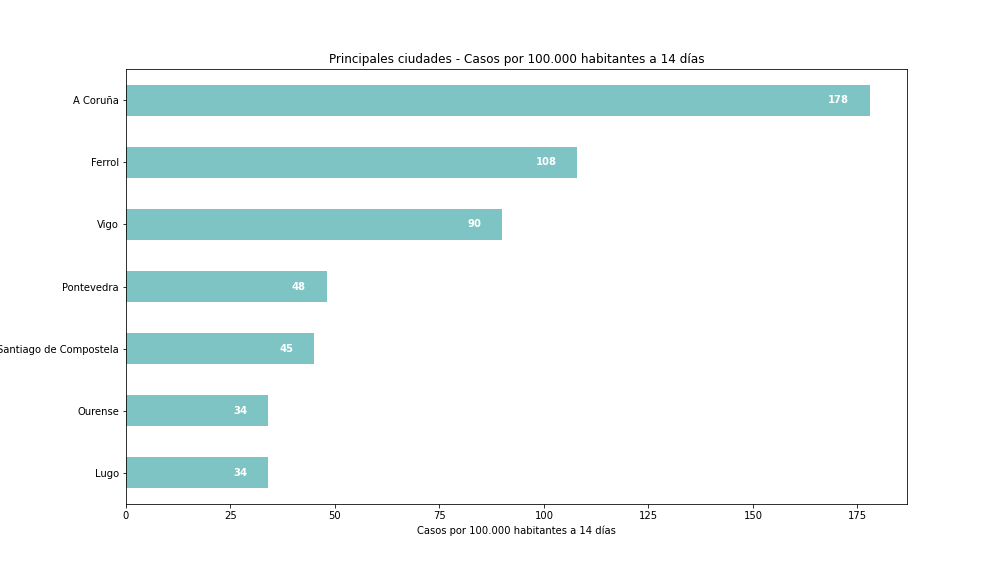 Principales ciudades - Casos por 100.000 habitantes a 14 días
A Coruña
178
Ferrol
108
Vigo
90
Pontevedra
48
Santiago de Compostela
45
Ourense
34
Lugo
34
0 25 50 75 100 125 150 175
Casos por 100.000 habitantes a 14 días